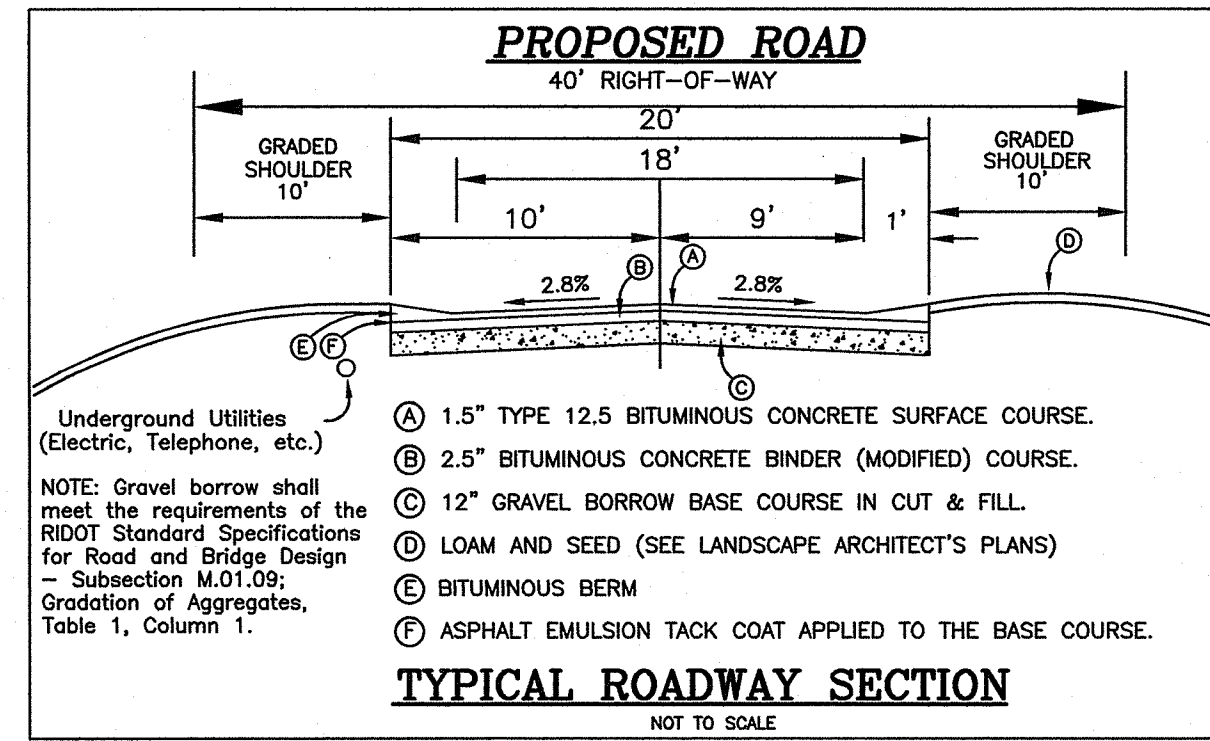 PROPOSED ROAD
40' RIGHT-OF-WAY
20'
GRADED
SHOULDER
10'
18'
GRADED
SHOULDER
10'
10'
9'
1'
D
B
A
2.8%
2.8%
E
F
C
Underground Utilities
(Electric, Telephone, etc.)
NOTE: Gravel borrow shall
meet the requirements of the
RIDOT Standard Specifications
for Road and Bridge Design
– Subsection M.01.09;
Gradation of Aggregates,
Table 1, Column 1.
A 1.5" TYPE 12.5 BITUMINOUS CONCRETE SURFACE COURSE.
B 2.5" BITUMINOUS CONCRETE BINDER (MODIFIED) COURSE.
C 12" GRAVEL BORROW BASE COURSE IN CUT & FILL.
D LOAM AND SEED (SEE LANDSCAPE ARCHITECT'S PLANS)
E BITUMINOUS BERM
F ASPHALT EMULSION TACK COAT APPLIED TO THE BASE COURSE.
TYPICAL ROADWAY SECTION
NOT TO SCALE